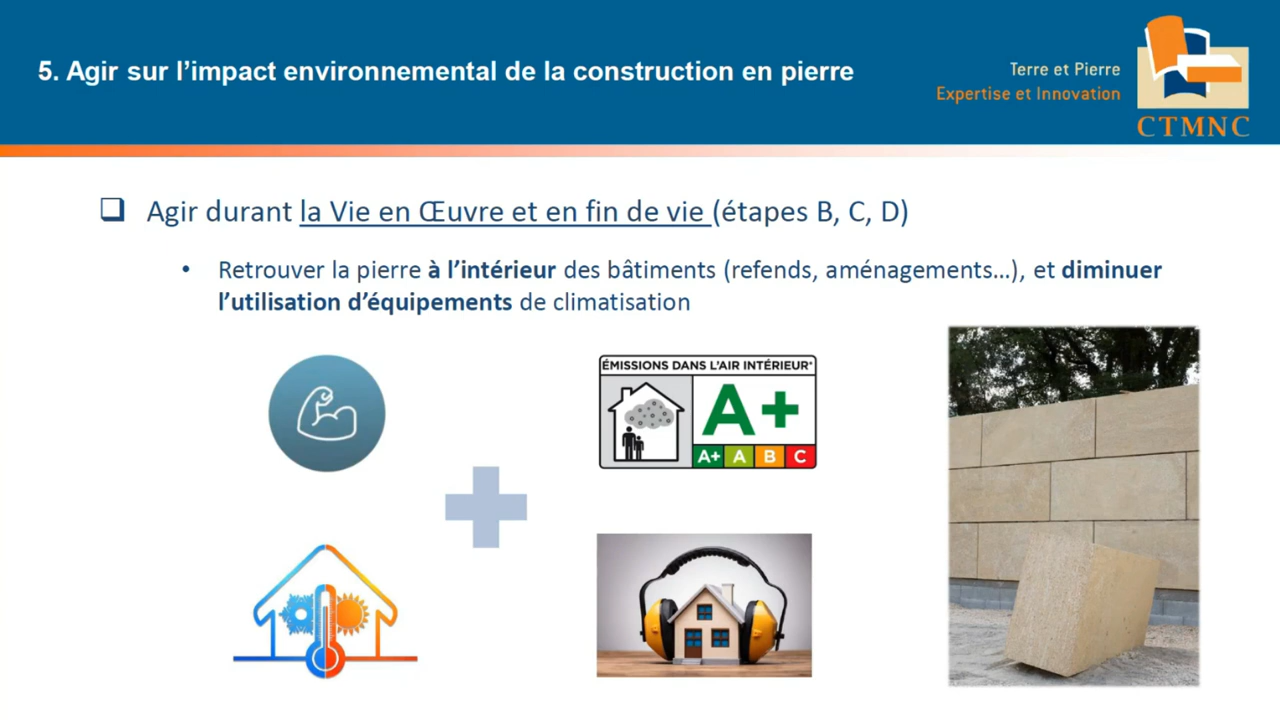 5. Agir sur l’impact environnemental de la construction en pierre
Terre et Pierre
Expertise et Innovation
CTMNC
Agir durant la Vie en Œuvre et en fin de vie (étapes B, C, D)
• Retrouver la pierre à l’intérieur des bâtiments (refends, aménagements…), et diminuer
l’utilisation d’équipements de climatisation
ÉMISSIONS DANS L’AIR INTÉRIEUR*
A+
A+ A B C